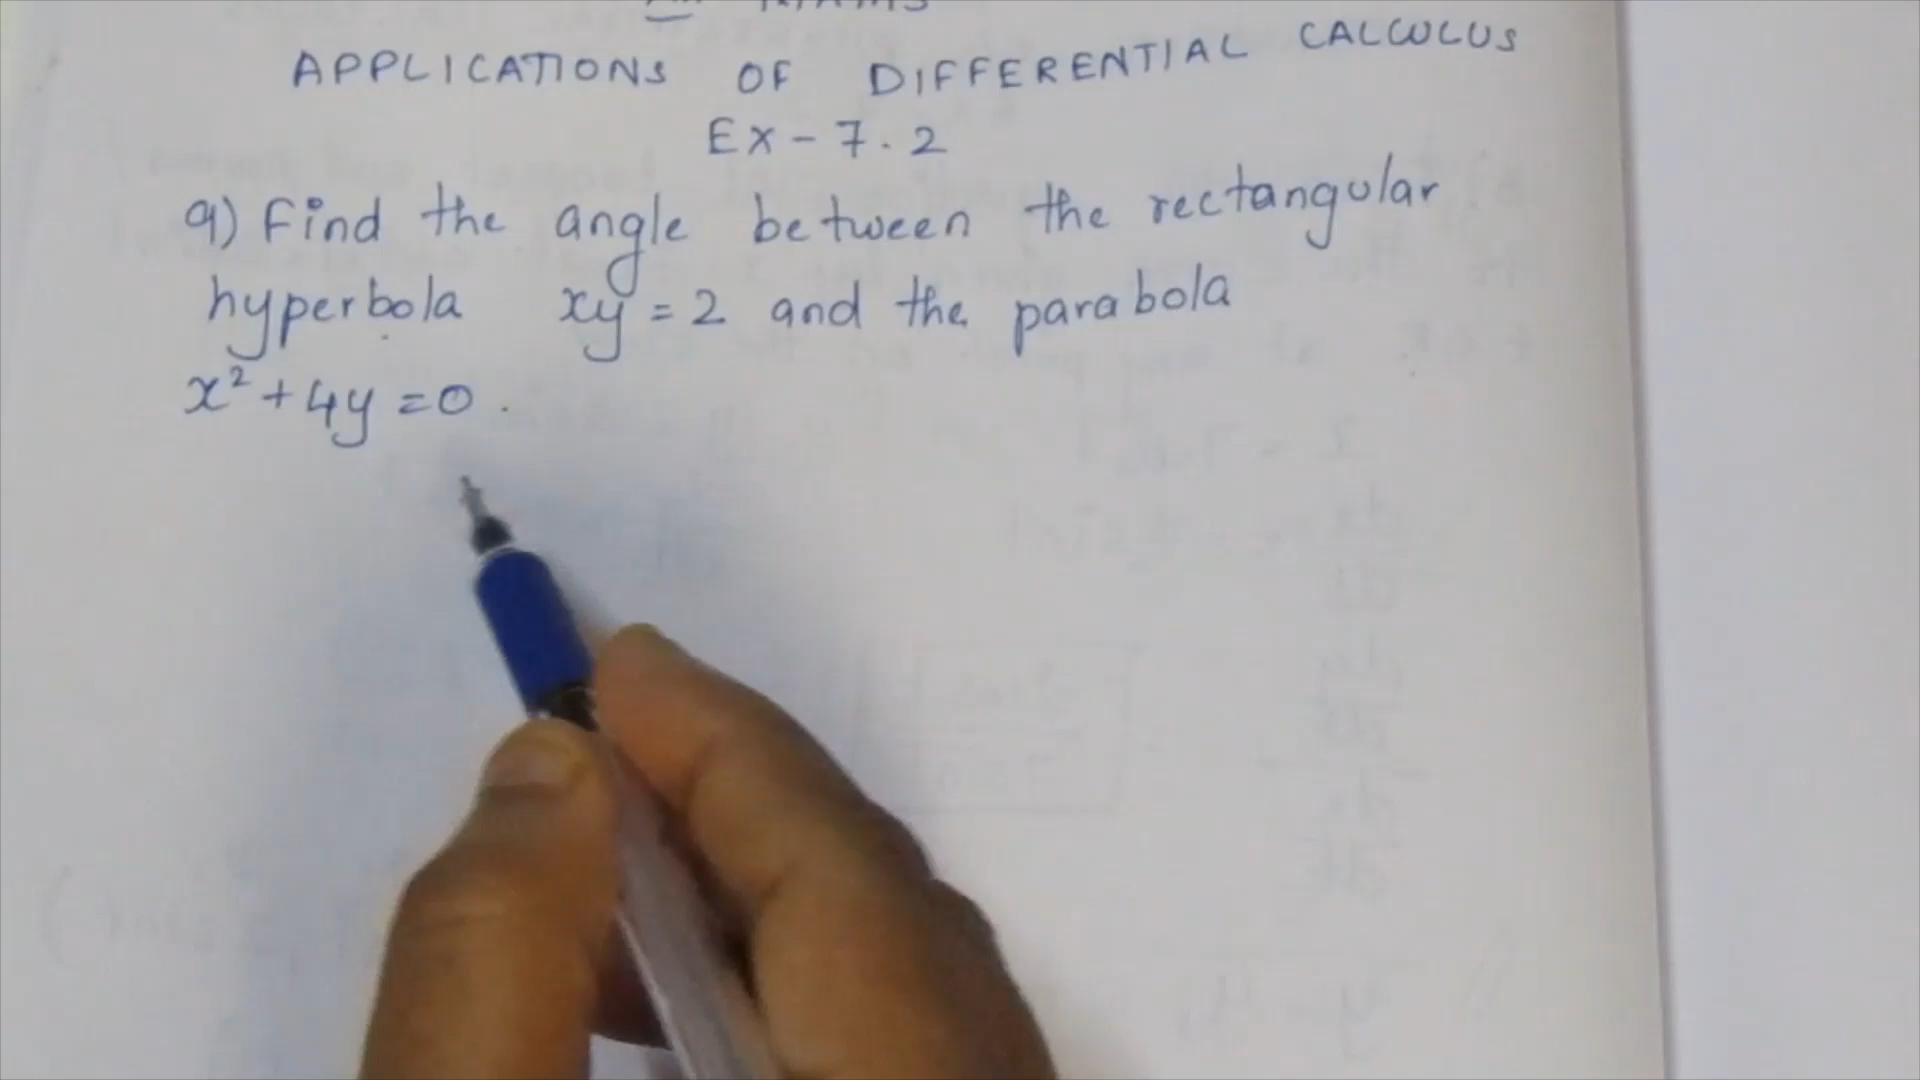 APPLICATIONS OF DIFFERENTIAL CALCULUS
Ex - 7.2
9) Find the angle between the rectangular
hyperbola xy = 2 and the parabola
x² + 4y = 0.